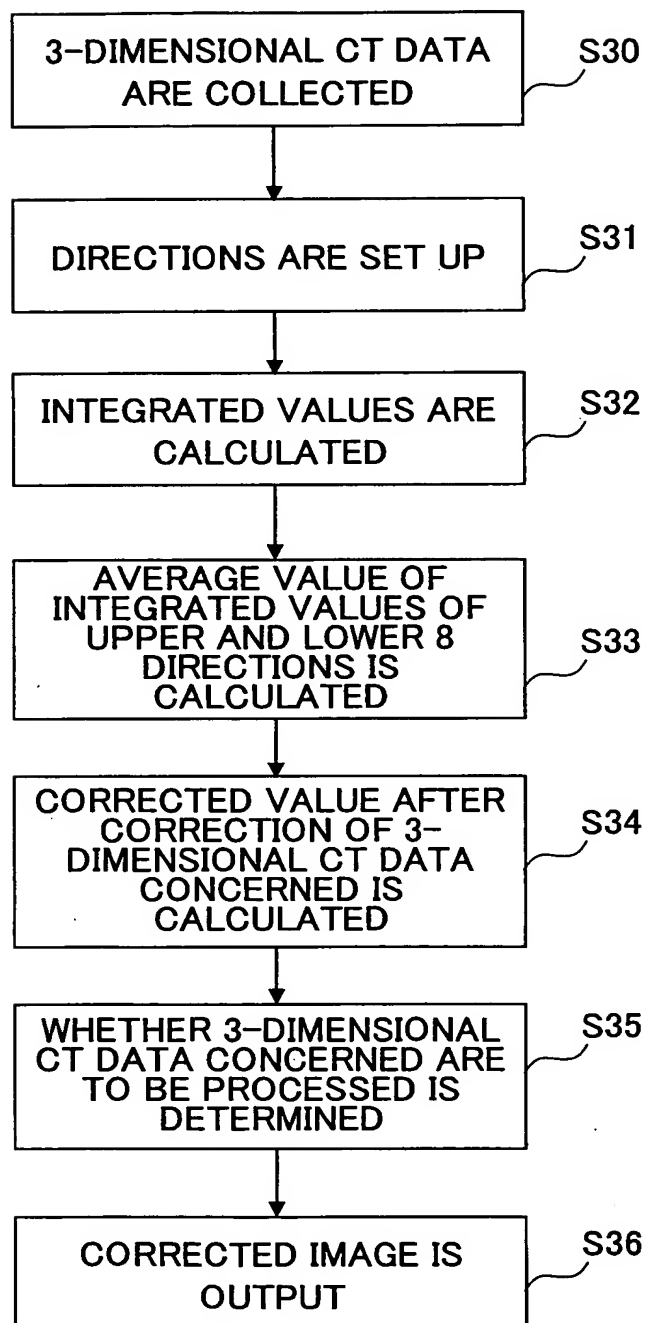 3-DIMENSIONAL CT DATA
ARE COLLECTED
S30
DIRECTIONS ARE SET UP
S31
INTEGRATED VALUES ARE
CALCULATED
S32
AVERAGE VALUE OF
INTEGRATED VALUES OF
UPPER AND LOWER 8
DIRECTIONS IS
CALCULATED
S33
CORRECTED VALUE AFTER
CORRECTION OF 3-
DIMENSIONAL CT DATA
CONCERNED IS
CALCULATED
S34
WHETHER 3-DIMENSIONAL
CT DATA CONCERNED ARE
TO BE PROCESSED IS
DETERMINED
S35
CORRECTED IMAGE IS
OUTPUT
S36